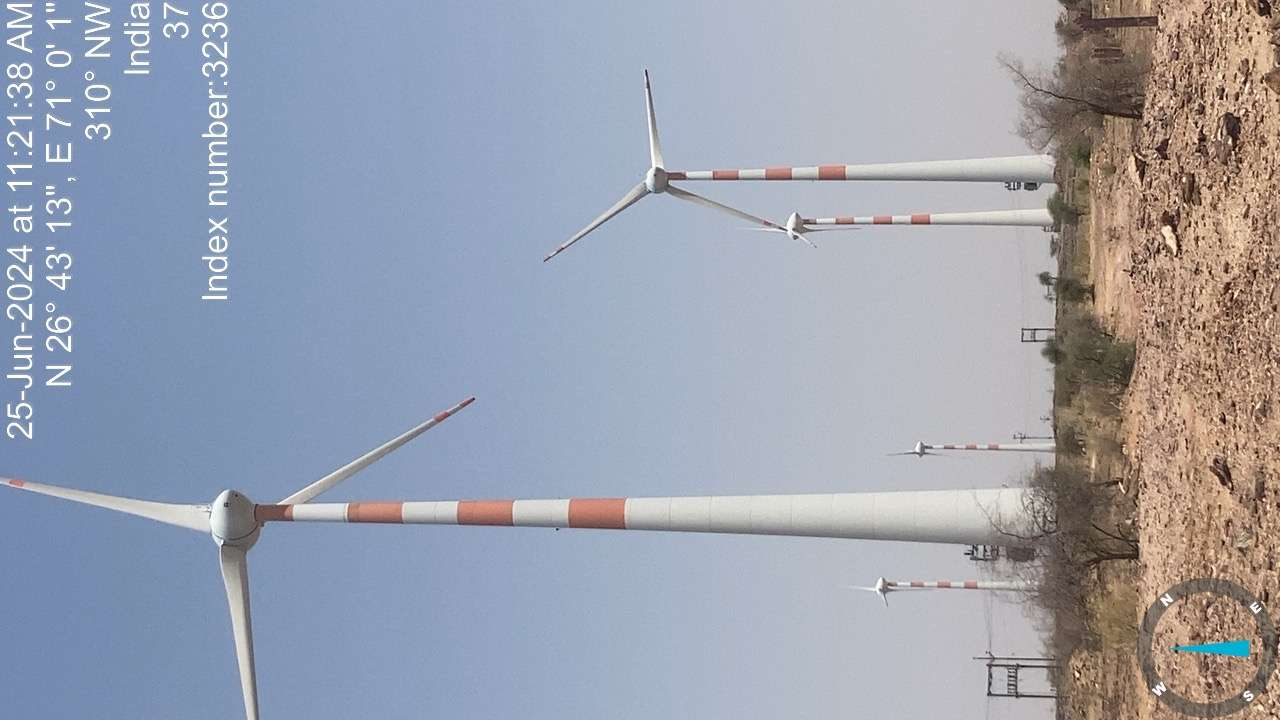 25-Jun-2024 at 11:21:38 AM
N 26° 43' 13", E 71° 0' 1"
310° NW
India
37
Index number:3236
N
E
S
W